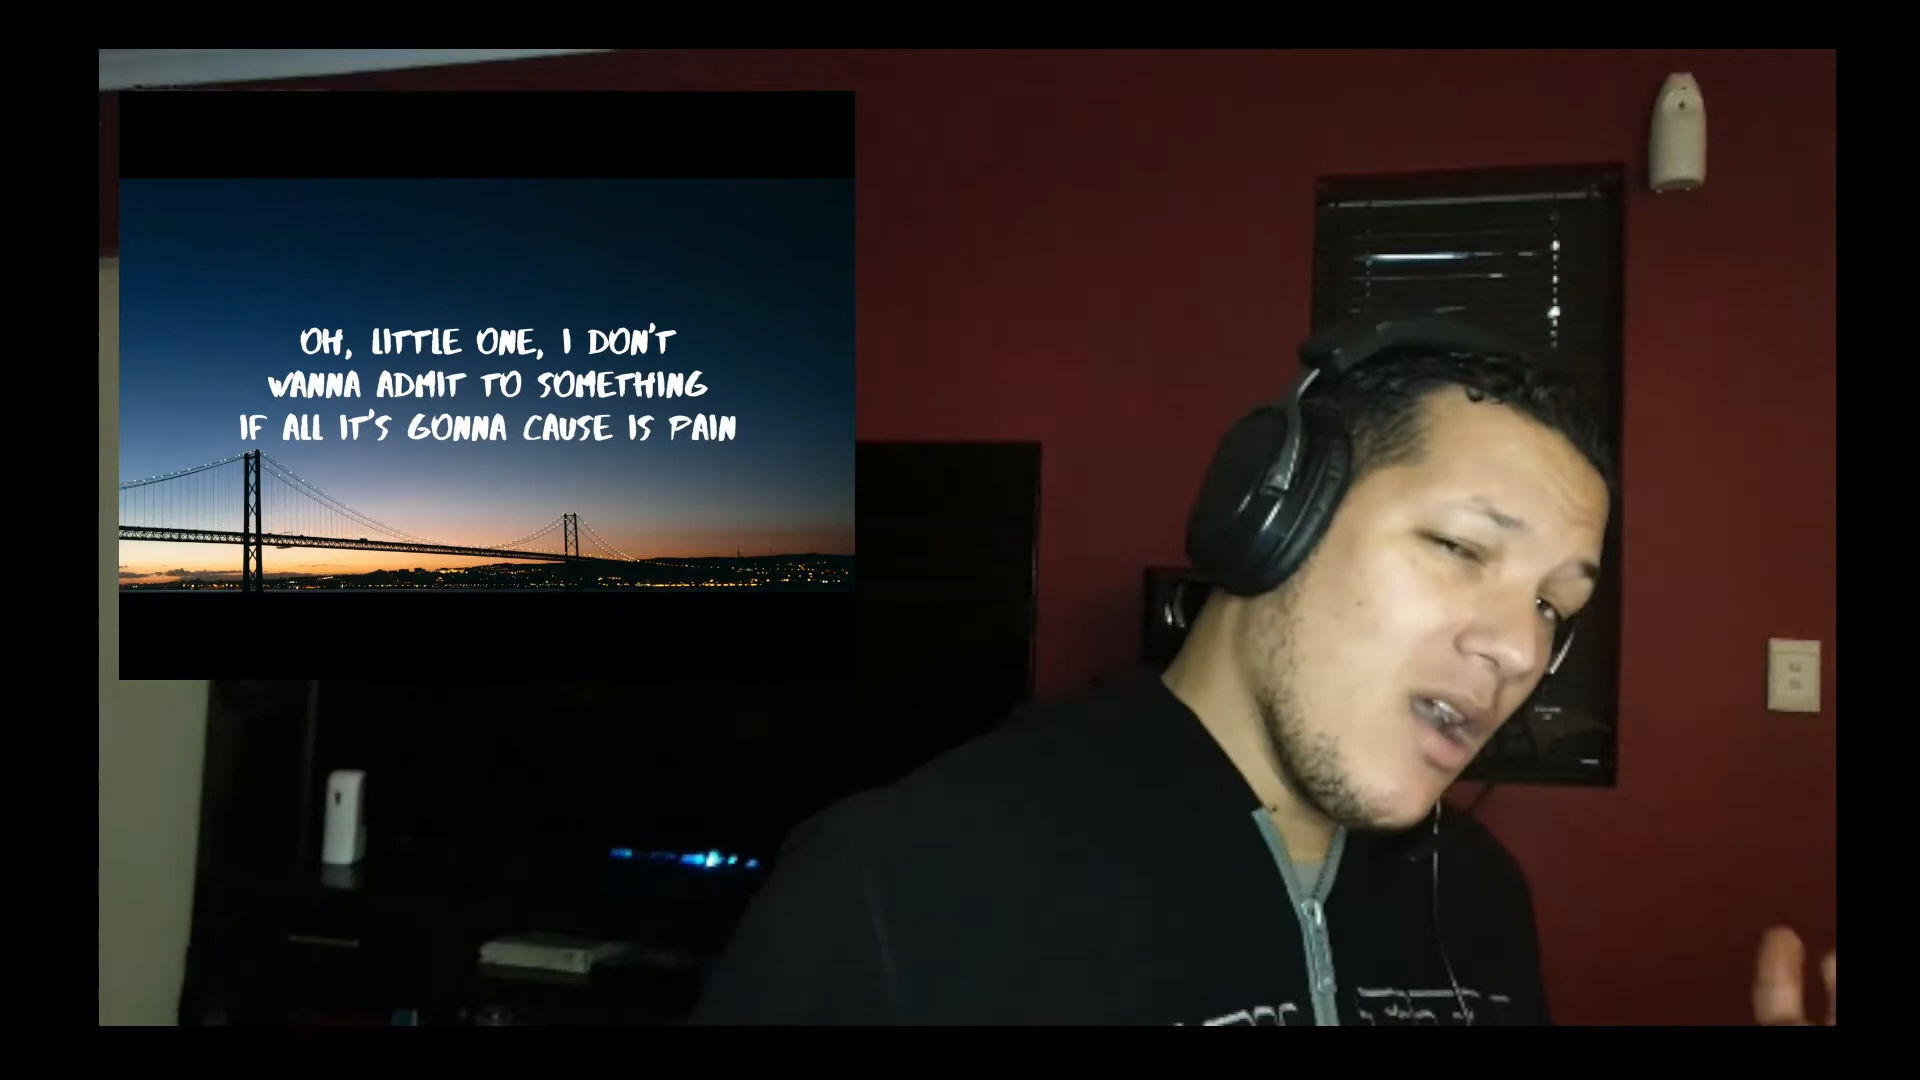 OH, LITTLE ONE, I DON'T
WANNA ADMIT TO SOMETHING
IF ALL IT'S GONNA CAUSE IS PAIN